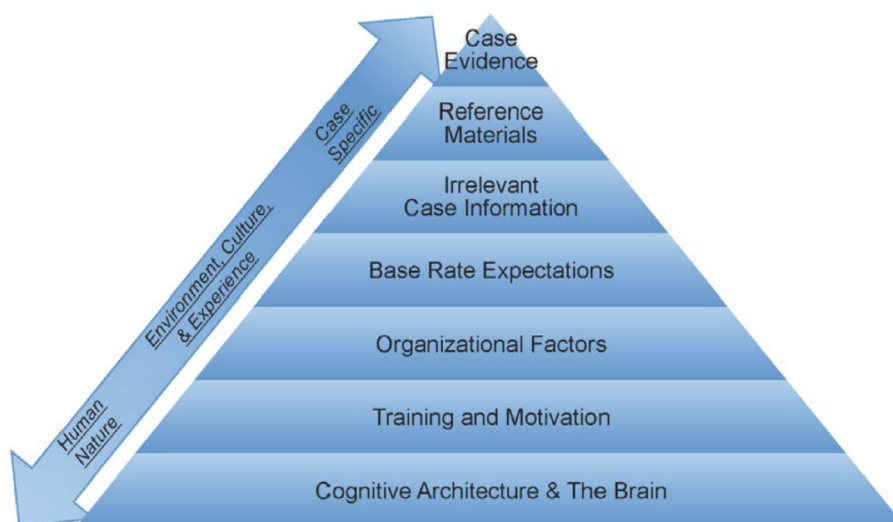 Case
Evidence
Reference
Materials
Irrelevant
Case Information
Base Rate Expectations
Organizational Factors
Training and Motivation
Cognitive Architecture & The Brain
Case
Specific
Environment, Culture,
& Experience
Human
Nature